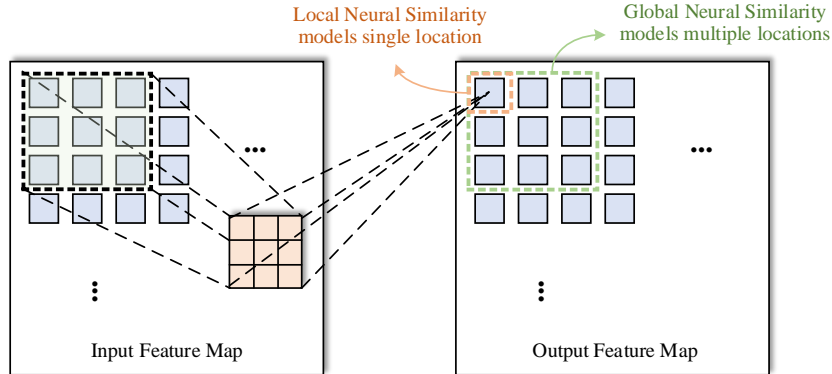 Local Neural Similarity
models single location
Global Neural Similarity
models multiple locations
Input Feature Map
Output Feature Map